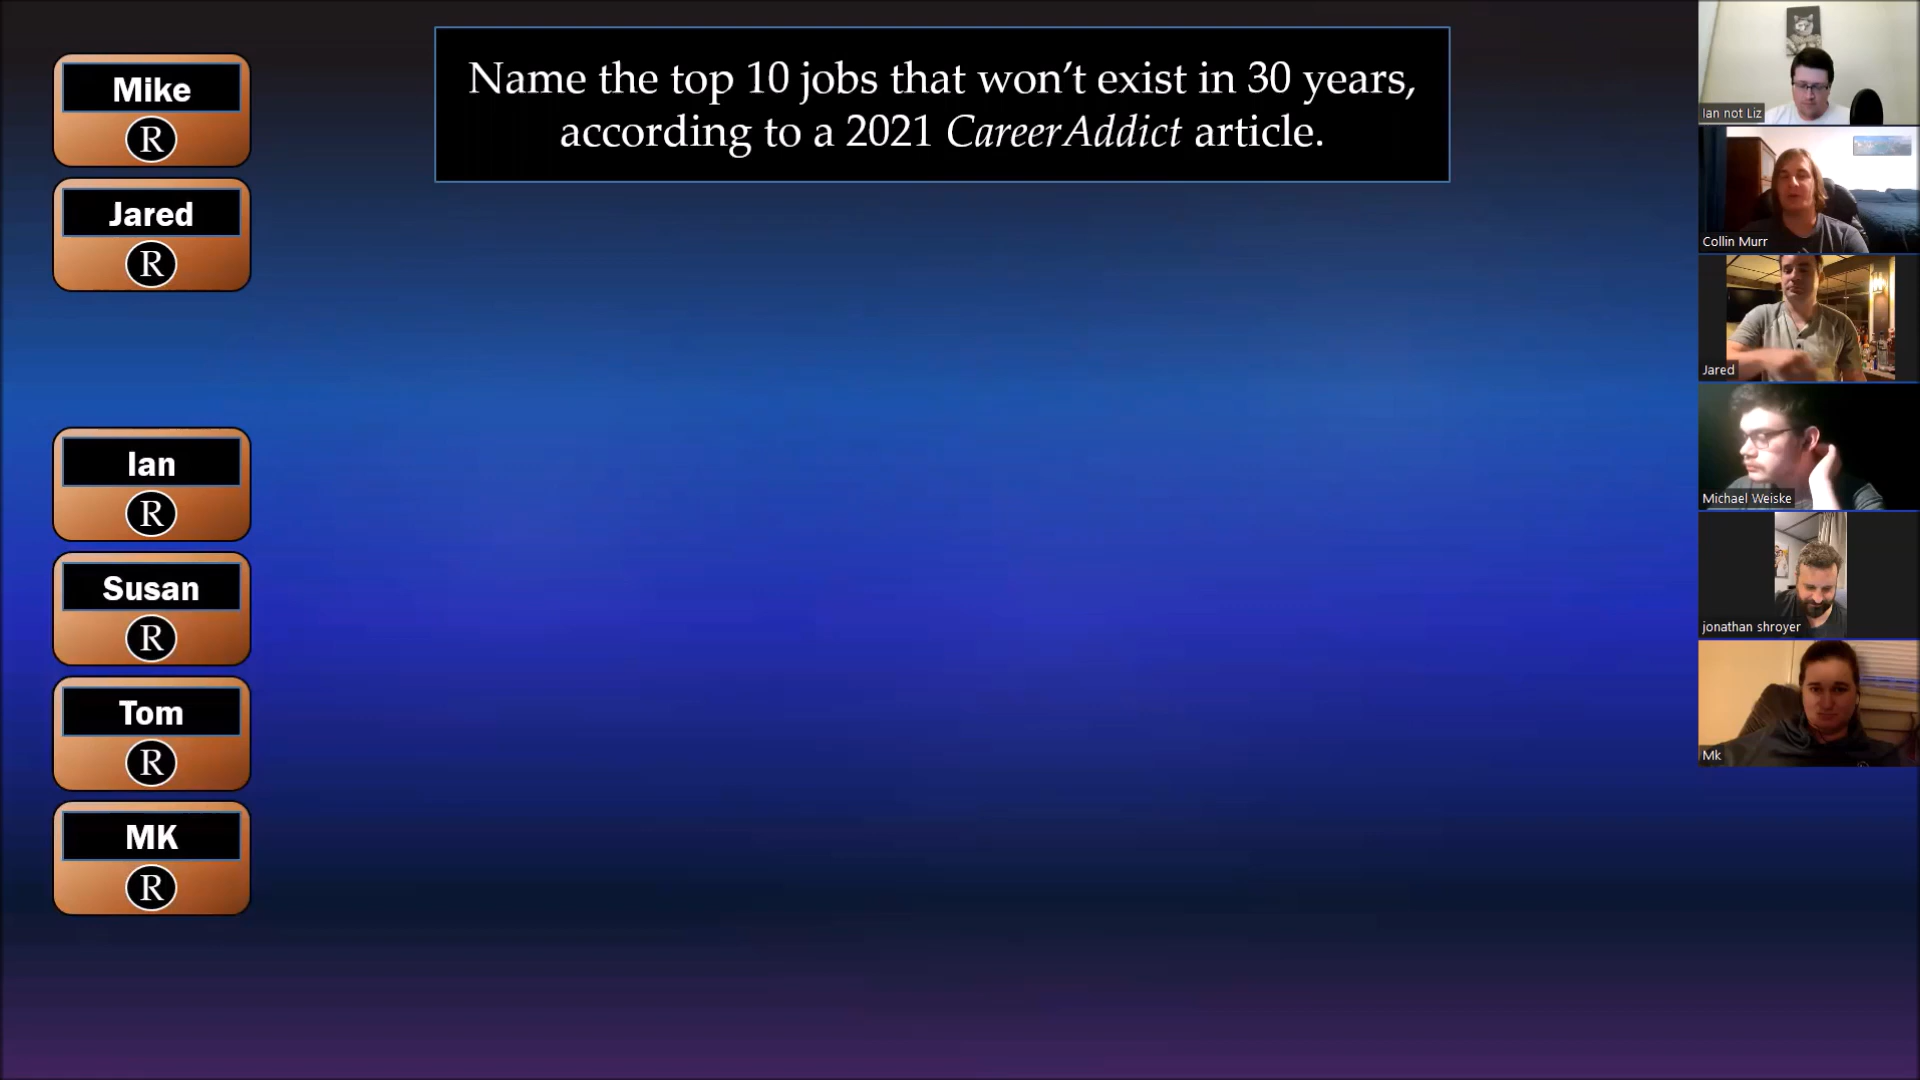 Name the top 10 jobs that won't exist in 30 years,
according to a 2021 CareerAddict article.
Mike
R
Jared
R
Ian
R
Susan
R
Tom
R
MK
R
Ian not Liz
Collin Murr
Jared
Michael Weiske
jonathan shroyer
Mk